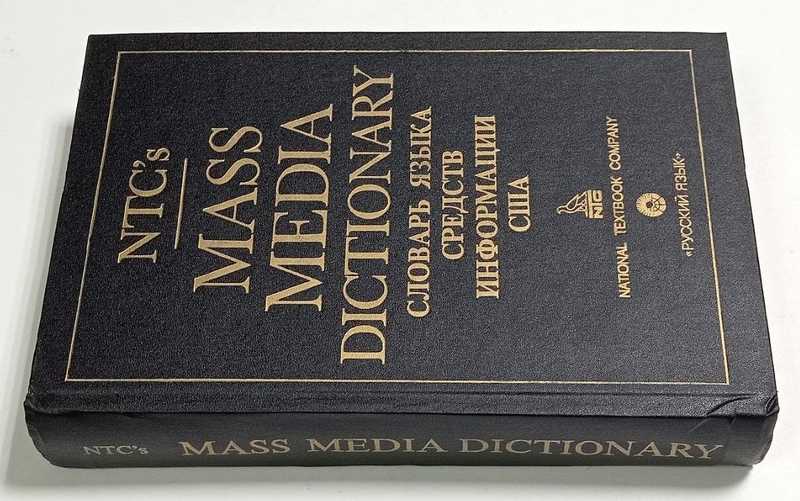 NTC's
MASS
MEDIA
DICTIONARY
СЛОВАРЬ ЯЗЫКА
СРЕДСТВ
ИНФОРМАЦИИ
США
NTC
NATIONAL TEXTBOOK COMPANY
«РУССКИЙ ЯЗЫК»
NTC's MASS MEDIA DICTIONARY